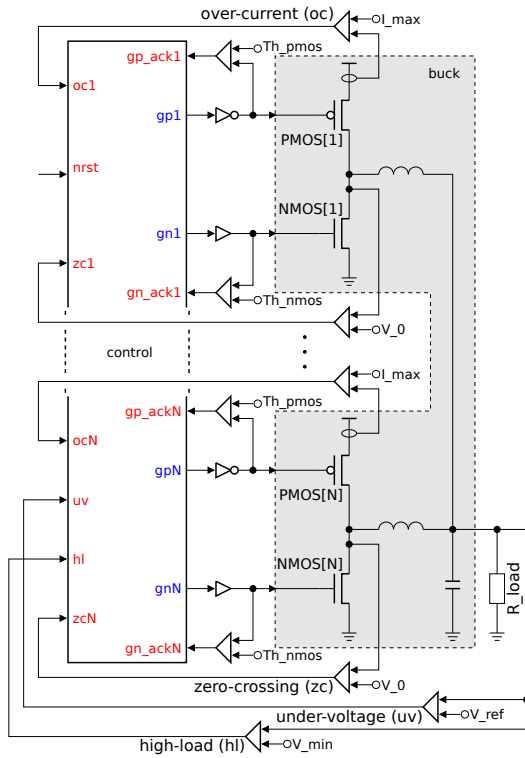 over-current (oc)
I_max
gp_ack1
Th_pmos
buck
oc1
gp1
PMOS[1]
nrst
NMOS[1]
gn1
zc1
gn_ack1
Th_nmos
V_0
control
I_max
gp_ackN
Th_pmos
ocN
gpN
PMOS[N]
uv
hl
NMOS[N]
gnN
R_load
zcN
gn_ackN
Th_nmos
zero-crossing (zc)
V_0
under-voltage (uv)
V_ref
high-load (hl)
V_min